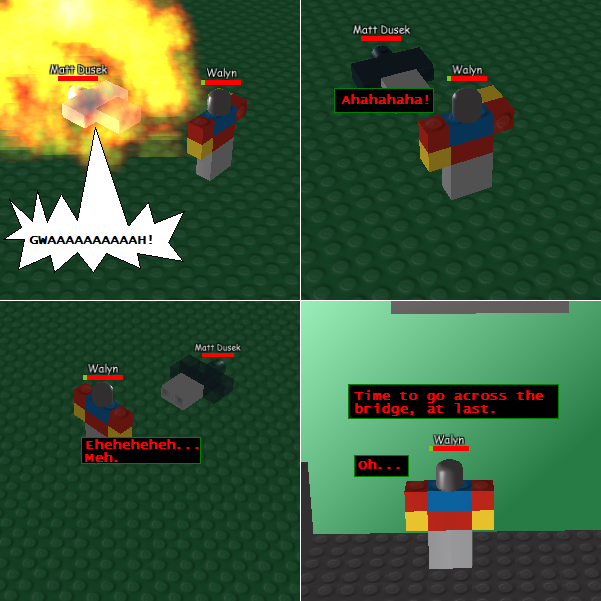 Matt Dusek
Walyn
GWAAAAAAAAAAH!
Matt Dusek
Walyn
Ahahahaha!
Matt Dusek
Walyn
Eheheheheh...
Meh.
Time to go across the
bridge, at last.
Walyn
Oh...